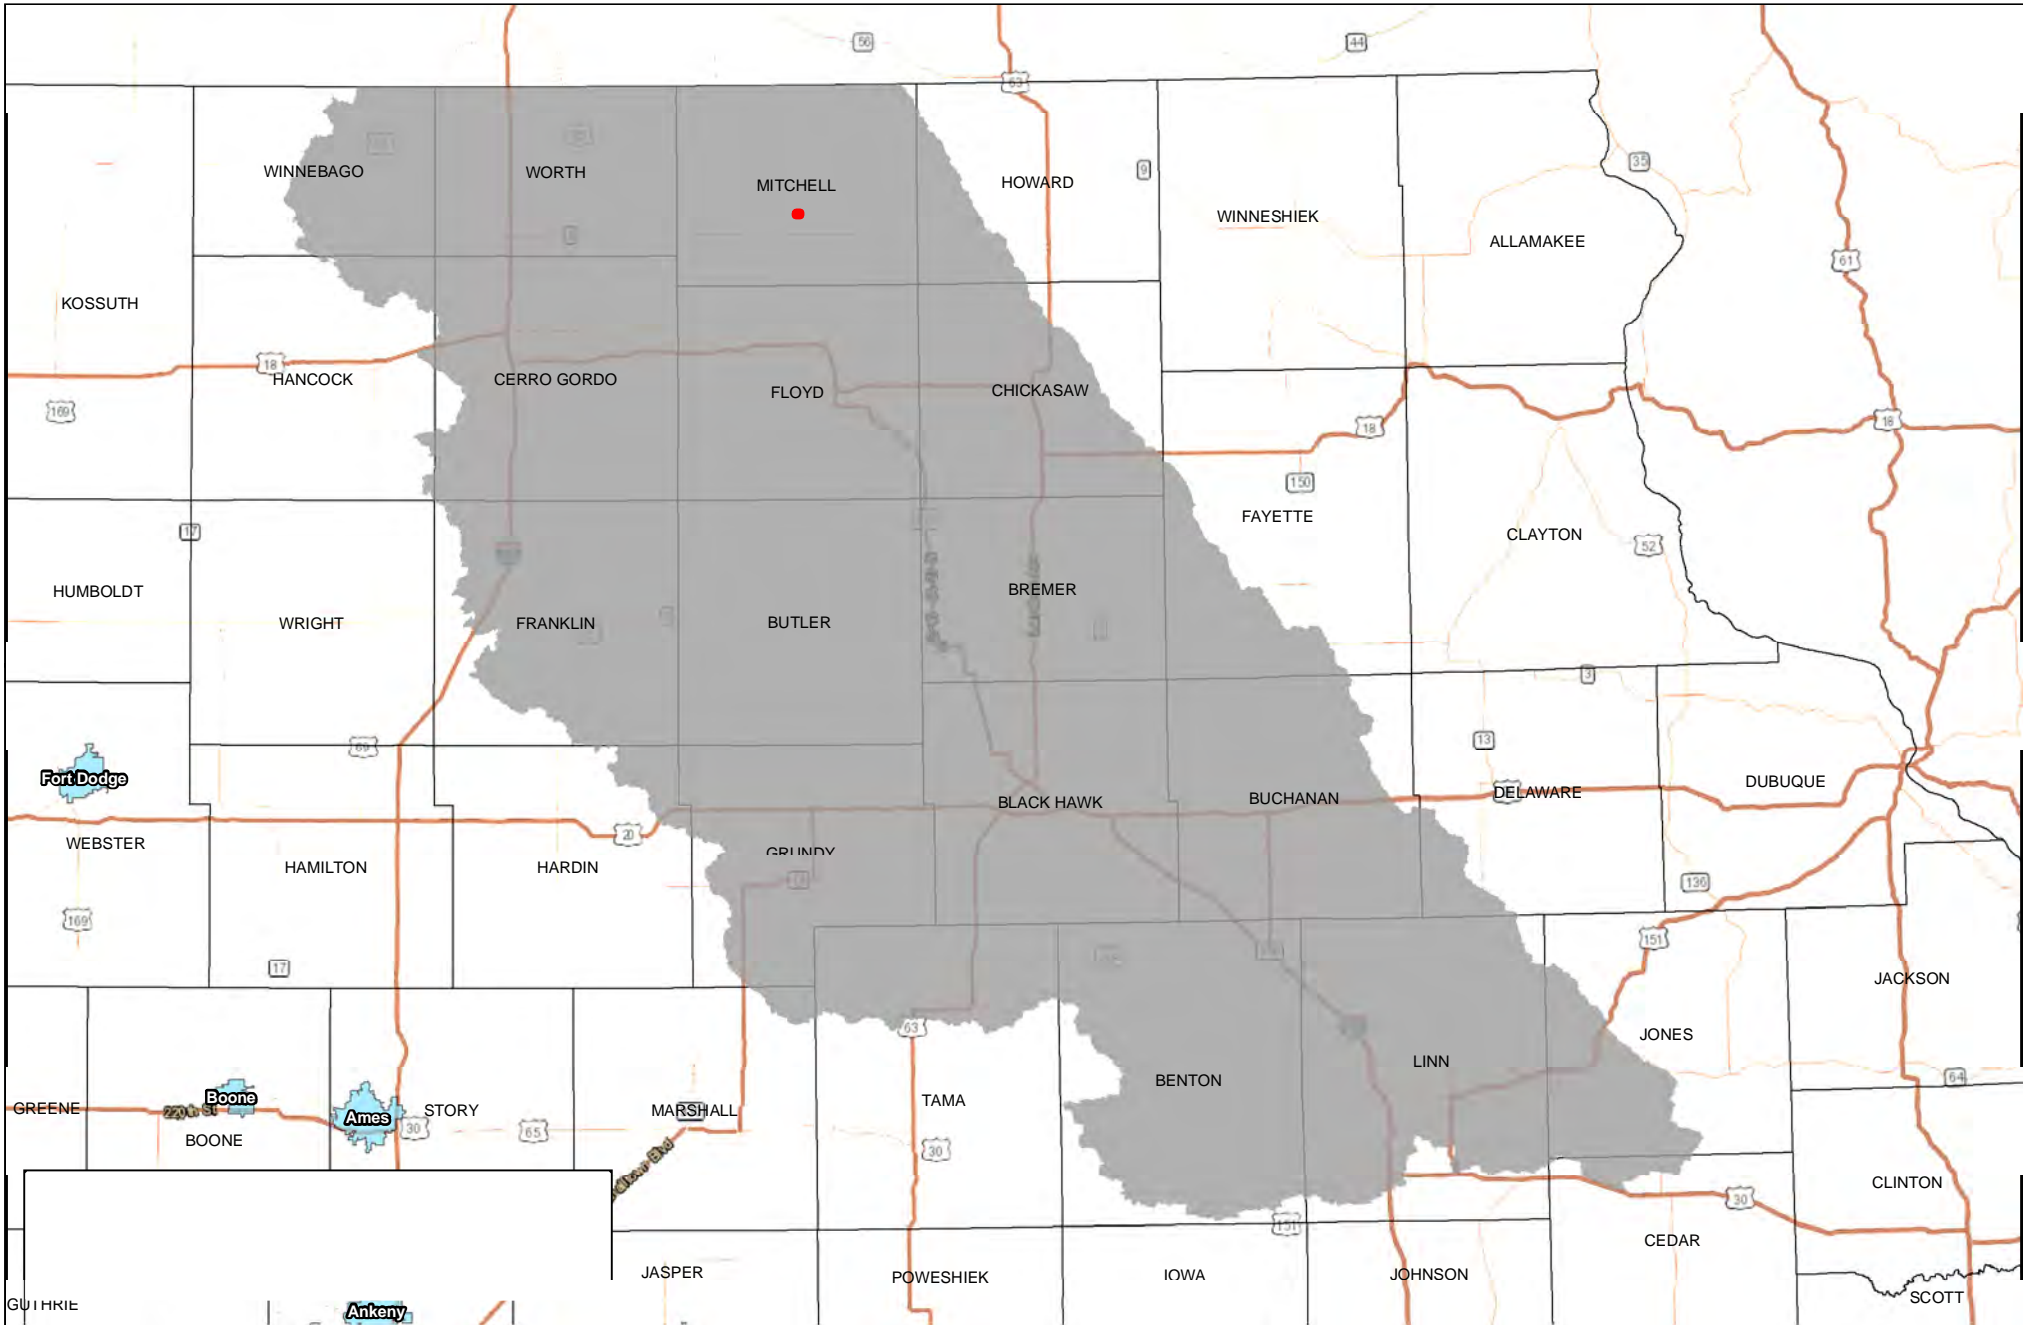 56
44
63
35
9
WINNEBAGO
WORTH
MITCHELL
HOWARD
WINNESHIEK
ALLAMAKEE
61
KOSSUTH
18
HANCOCK
CERRO GORDO
FLOYD
CHICKASAW
169
18
18
150
FAYETTE
17
CLAYTON
52
HUMBOLDT
WRIGHT
FRANKLIN
BUTLER
BREMER
3
69
13
Fort Dodge
BLACK HAWK
BUCHANAN
DELAWARE
DUBUQUE
20
WEBSTER
HAMILTON
HARDIN
GRUNDY
136
169
151
17
JACKSON
63
JONES
LINN
BENTON
64
GREENE
220th St
Boone
BOONE
Ames
30
STORY
65
MARSHALL
TAMA
30
CLINTON
30
151
CEDAR
JASPER
POWESHIEK
IOWA
JOHNSON
GUTHRIE
Ankeny
SCOTT